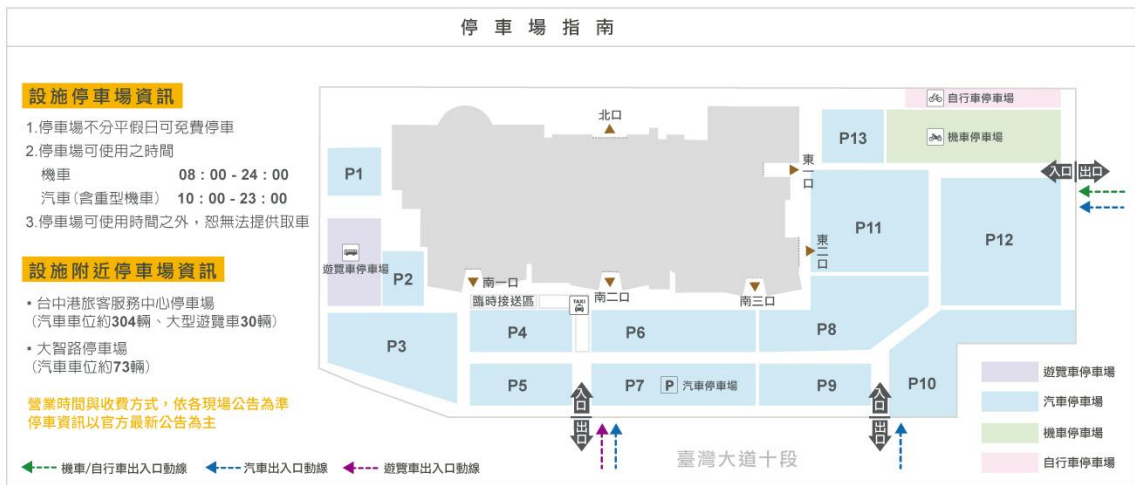 停車場指南
設施停車場資訊
1.停車場不分平假日可免費停車
2.停車場可使用之時間
機車 08：00 - 24：00
汽車(含重型機車) 10：00 - 23：00
3.停車場可使用時間之外，恕無法提供取車
設施附近停車場資訊
▪ 台中港旅客服務中心停車場
(汽車車位約304輛、大型遊覽車30輛)
▪ 大智路停車場
(汽車車位約73輛)
營業時間與收費方式，依各現場公告為準
停車資訊以官方最新公告為主
機車/自行車出入口動線
汽車出入口動線
遊覽車出入口動線
自行車停車場
北口
P13
機車停車場
東一口
P1
入口
出口
P11
P12
遊覽車停車場
東二口
P2
南一口
南二口
南三口
臨時接送區
TAXI
P3
P4
P6
P8
P5
P7
P 汽車停車場
P9
P10
入口
出口
入口
出口
臺灣大道十段
遊覽車停車場
汽車停車場
機車停車場
自行車停車場